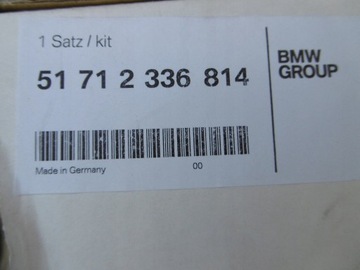 1 Satz / kit
BMW
GROUP
51 71 2 336 814
Made in Germany
00